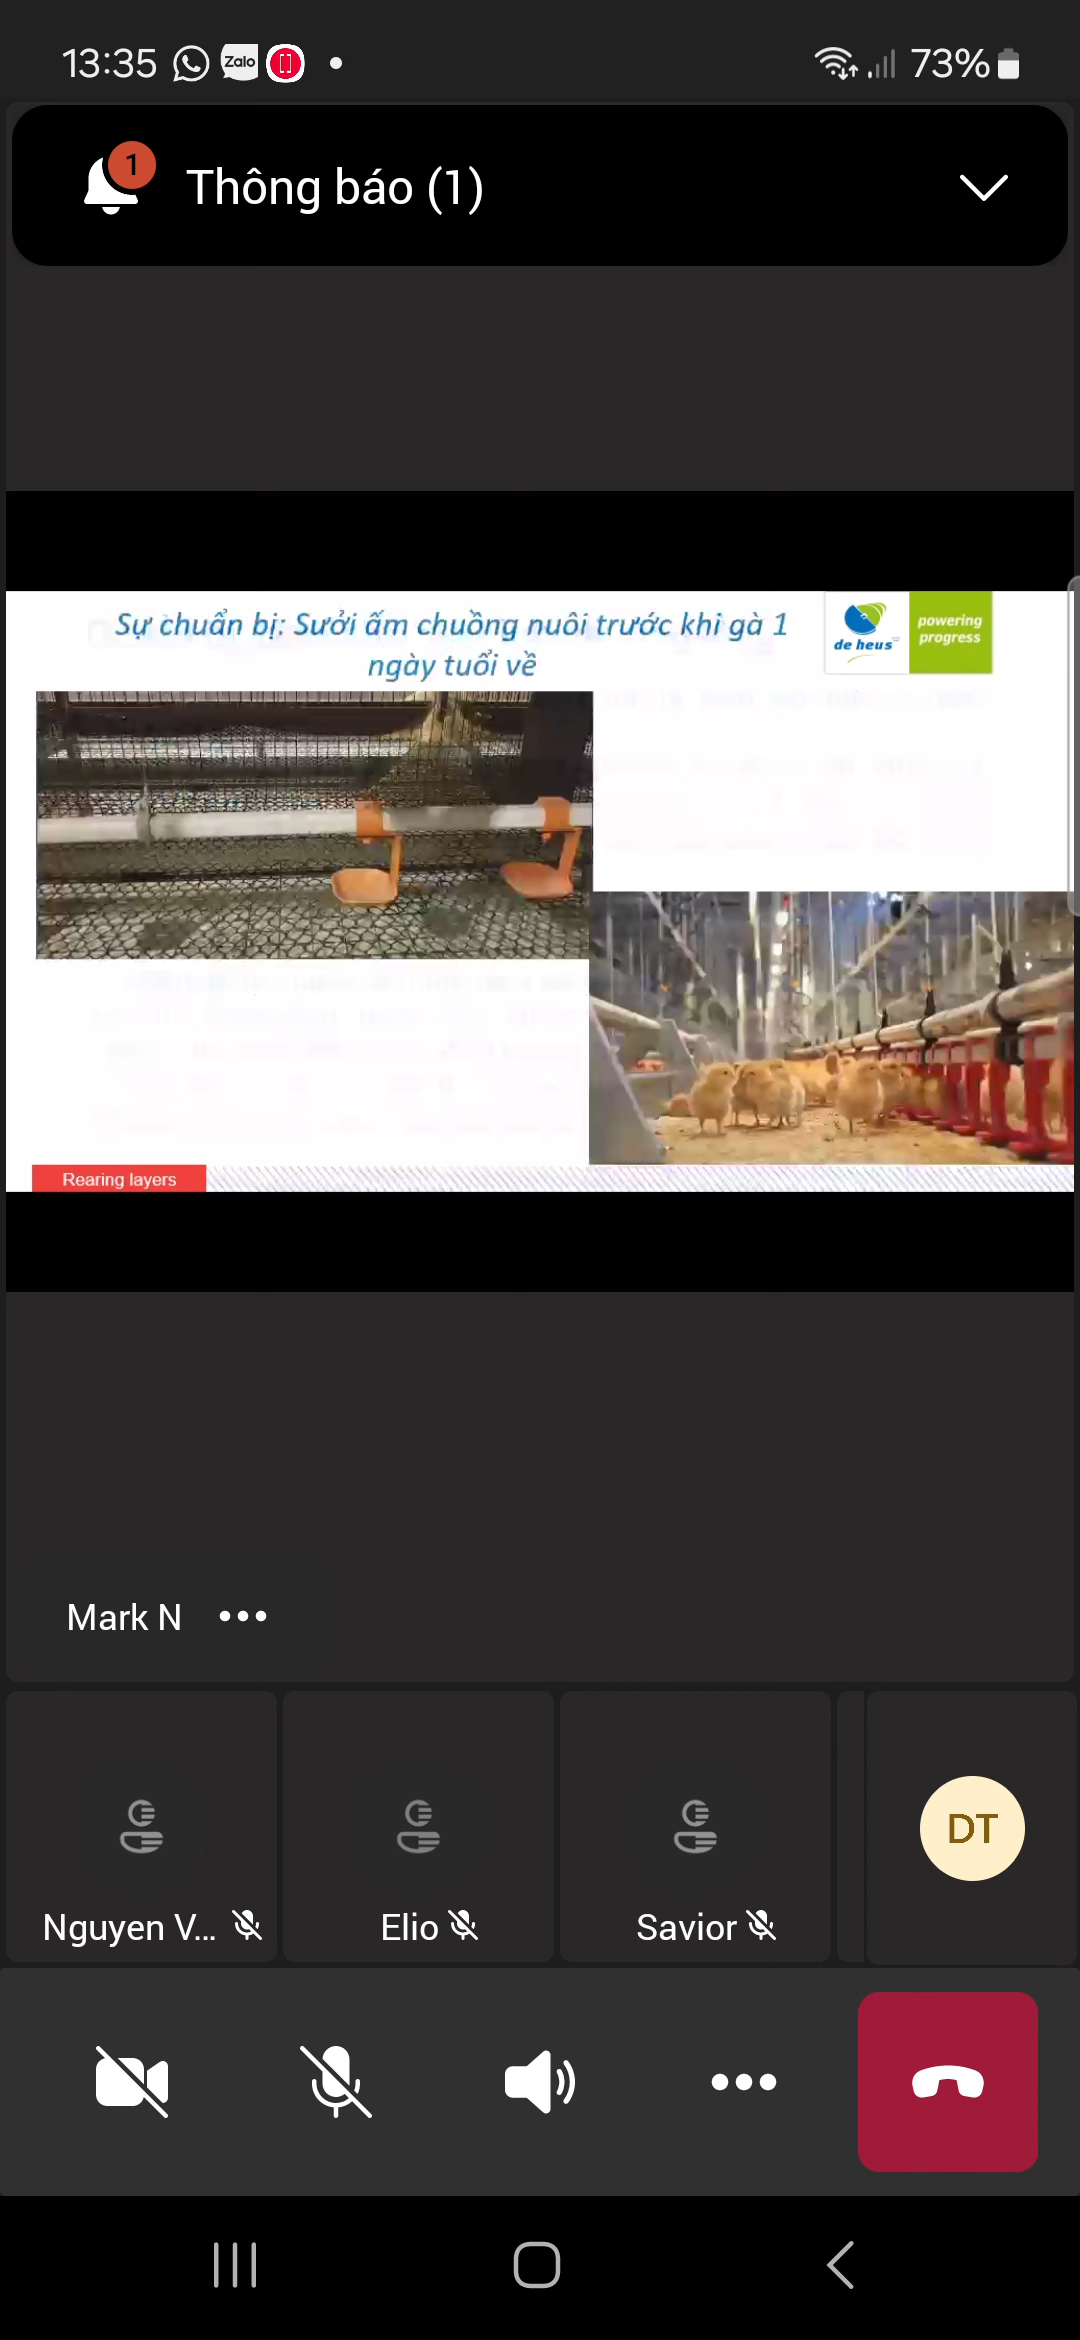 13:35
Zalo
73%
1
Thông báo (1)
Sự chuẩn bị: Sưởi ấm chuồng nuôi trước khi gà 1
ngày tuổi về
de heus
powering
progress
Rearing layers
Mark N
DT
Nguyen V...
Elio
Savior